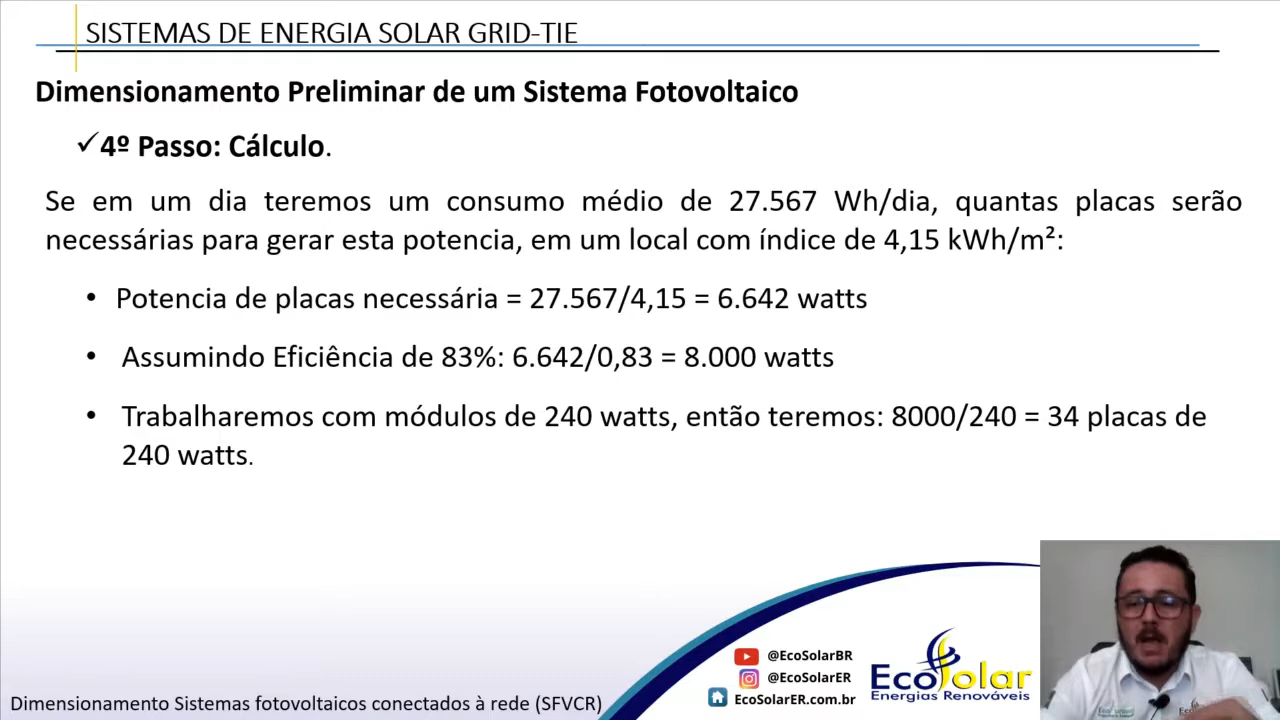 SISTEMAS DE ENERGIA SOLAR GRID-TIE
Dimensionamento Preliminar de um Sistema Fotovoltaico
✓4º Passo: Cálculo.
Se em um dia teremos um consumo médio de 27.567 Wh/dia, quantas placas serão
necessárias para gerar esta potencia, em um local com índice de 4,15 kWh/m²:
• Potencia de placas necessária = 27.567/4,15 = 6.642 watts
• Assumindo Eficiência de 83%: 6.642/0,83 = 8.000 watts
• Trabalharemos com módulos de 240 watts, então teremos: 8000/240 = 34 placas de
240 watts.
@EcoSolarBR
@EcoSolarER
EcoSolarER.com.br
EcoSolar
Energias Renováveis
Dimensionamento Sistemas fotovoltaicos conectados à rede (SFVCR)